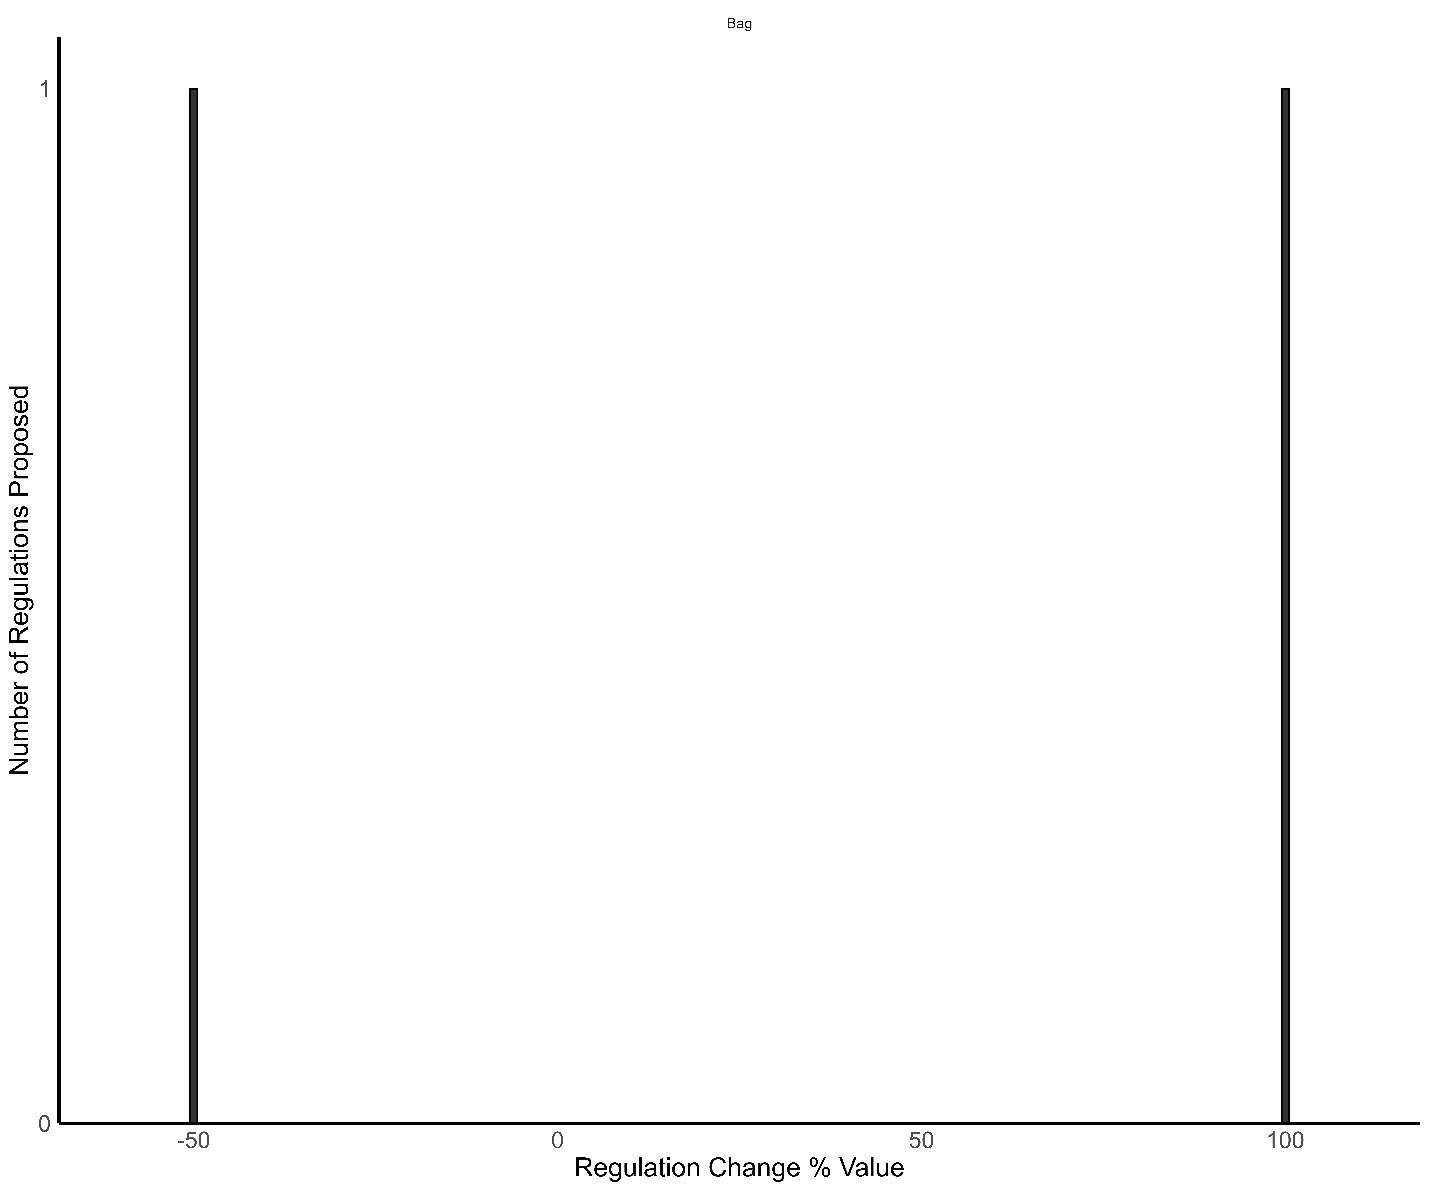 Bag
1
Number of Regulations Proposed
0
-50 0 50 100
Regulation Change % Value